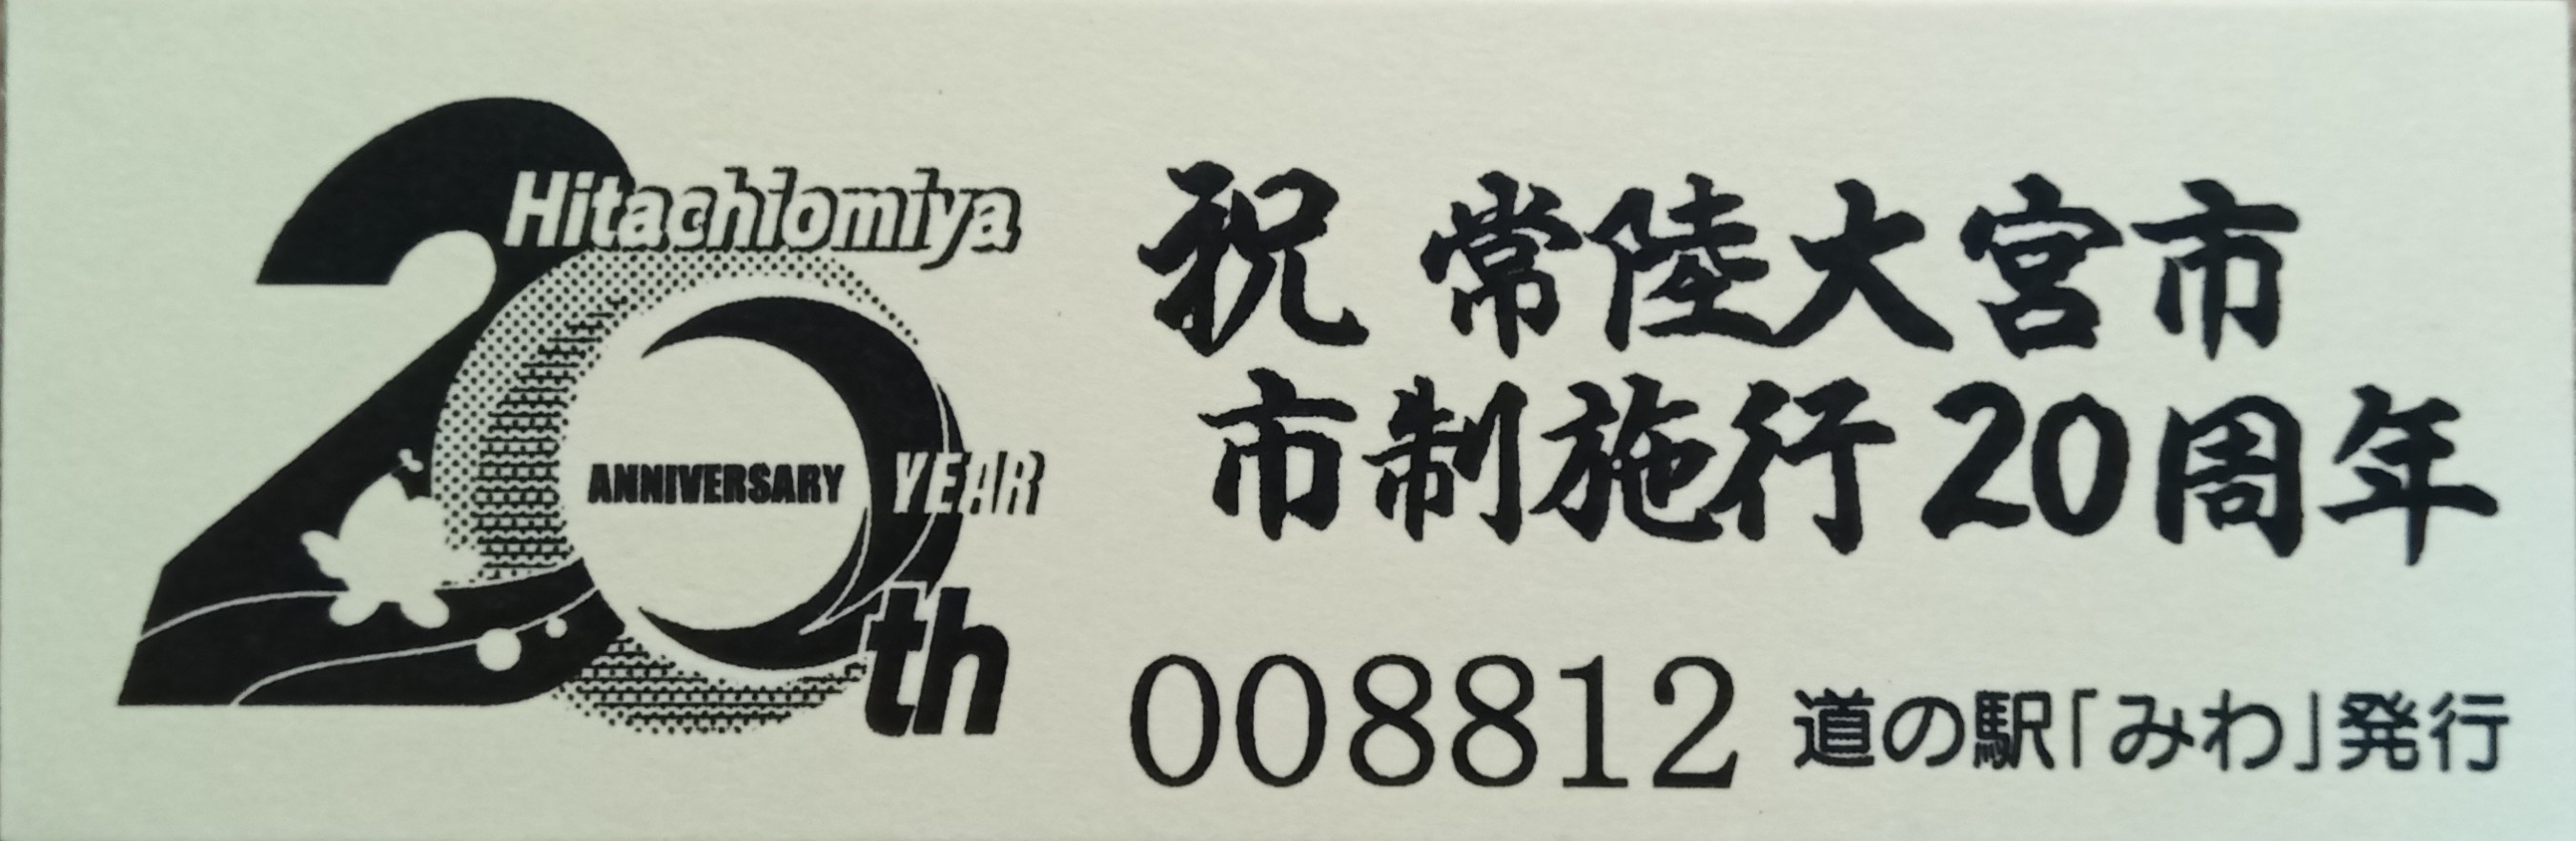 Hitachiomiya
20th
ANNIVERSARY YEAR
祝 常陸大宮市
市制施行20周年
008812 道の駅「みわ」発行